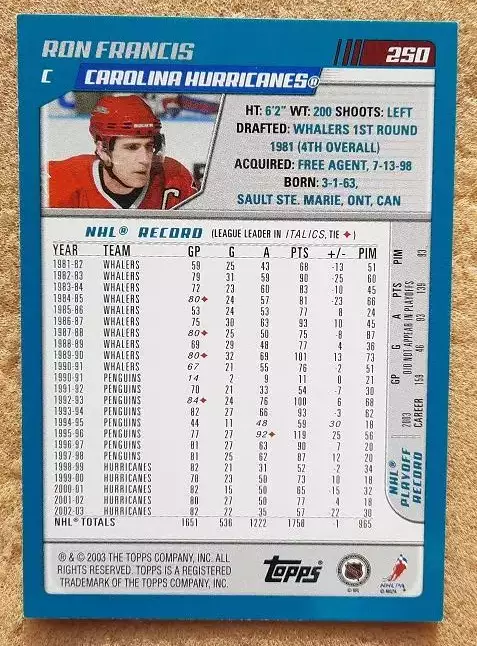 RON FRANCIS 250
C CAROLINA HURRICANES®
HT: 6'2" WT: 200 SHOOTS: LEFT
DRAFTED: WHALERS 1ST ROUND
1981 (4TH OVERALL)
ACQUIRED: FREE AGENT, 7-13-98
BORN: 3-1-63,
SAULT STE. MARIE, ONT, CAN
C
NHL® RECORD (LEAGUE LEADER IN ITALICS, TIE ♦)
YEAR TEAM GP G A PTS +/- PIM
1981-82 WHALERS 59 25 43 68 -13 51
1982-83 WHALERS 79 31 59 90 -25 60
1983-84 WHALERS 72 23 60 83 -10 45
1984-85 WHALERS 80♦ 24 57 81 -23 66
1985-86 WHALERS 53 24 53 77 8 24
1986-87 WHALERS 75 30 63 93 10 45
1987-88 WHALERS 80♦ 25 50 75 -8 87
1988-89 WHALERS 69 29 48 77 4 36
1989-90 WHALERS 80♦ 32 69 101 13 73
1990-91 WHALERS 67 21 55 76 -2 51
1990-91 PENGUINS 14 2 9 11 0 21
1991-92 PENGUINS 70 21 33 54 -7 30
1992-93 PENGUINS 84♦ 24 76 100 6 68
1993-94 PENGUINS 82 27 66 93 -3 62
1994-95 PENGUINS 44 11 48 59 30 18
1995-96 PENGUINS 77 27 92♦ 119 25 56
1996-97 PENGUINS 81 27 63 90 7 20
1997-98 PENGUINS 81 25 62 87 12 20
1998-99 HURRICANES 82 21 31 52 -2 34
1999-00 HURRICANES 78 23 50 73 10 18
2000-01 HURRICANES 82 15 50 65 -15 32
2001-02 HURRICANES 80 27 50 77 4 18
2002-03 HURRICANES 82 22 35 57 -22 30
NHL® TOTALS 1651 536 1222 1758 -1 965
NHL®
PLAYOFF
RECORD
GP G A PTS PIM
2003 DID NOT APPEAR IN PLAYOFFS
CAREER 159 46 93 139 83
® & © 2003 THE TOPPS COMPANY, INC. ALL
RIGHTS RESERVED. TOPPS IS A REGISTERED
TRADEMARK OF THE TOPPS COMPANY, INC.
TOPPS
NHL
© NHL
NHLPA
© NHLPA